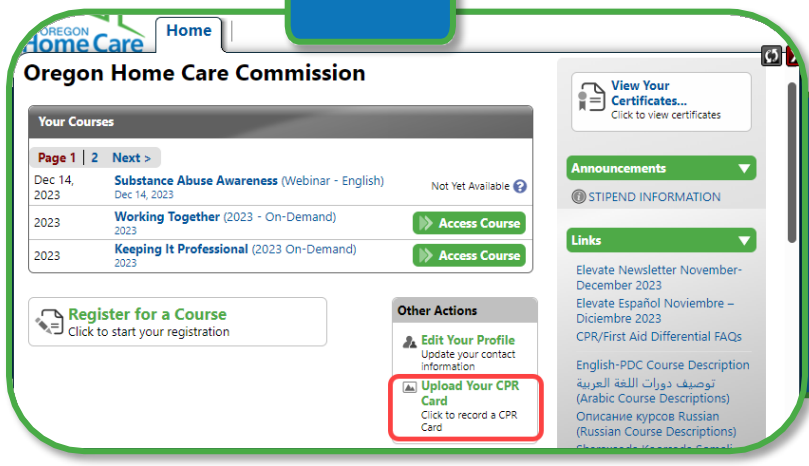 OREGON
Home Care
Home
Oregon Home Care Commission
Your Courses
Page 1 | 2 Next >
Dec 14, 2023
Substance Abuse Awareness (Webinar - English)
Dec 14, 2023
Not Yet Available ?
2023
Working Together (2023 - On-Demand)
2023
Access Course
2023
Keeping It Professional (2023 On-Demand)
2023
Access Course
Register for a Course
Click to start your registration
Other Actions
Edit Your Profile
Update your contact
information
Upload Your CPR
Card
Click to record a CPR
Card
View Your
Certificates...
Click to view certificates
Announcements
STIPEND INFORMATION
Links
Elevate Newsletter November-
December 2023
Elevate Español Noviembre –
Diciembre 2023
CPR/First Aid Differential FAQs
English-PDC Course Description
توصيف دورات اللغة العربية
(Arabic Course Descriptions)
Описание курсов Russian
(Russian Course Descriptions)